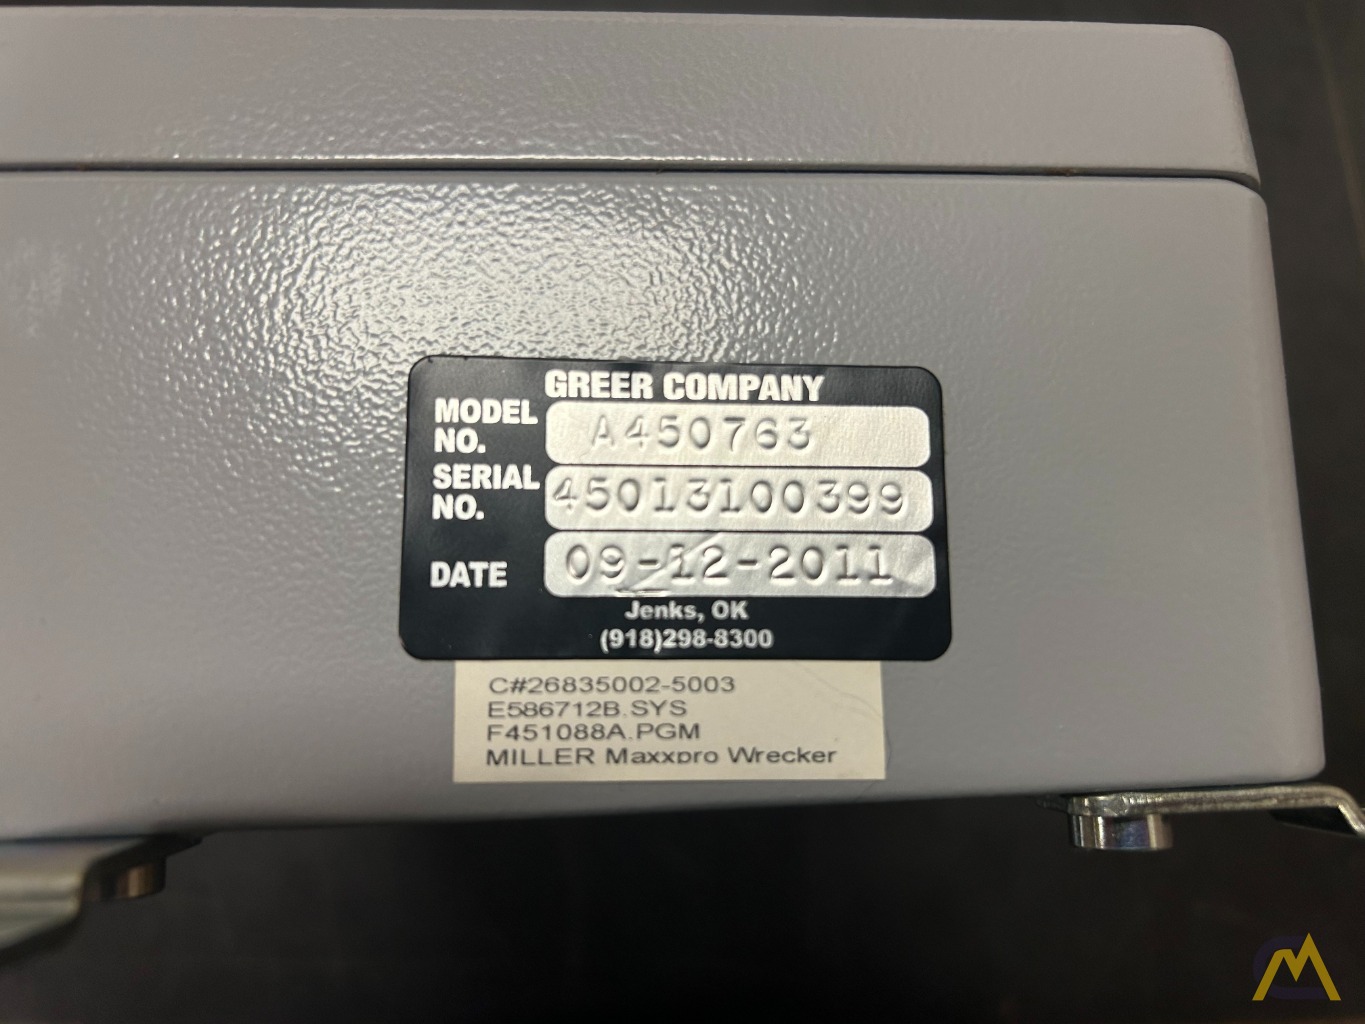 GREER COMPANY
MODEL NO. A450763
SERIAL NO. 45013100399
DATE 09-12-2011
Jenks, OK
(918)298-8300
C#26835002-5003
E586712B.SYS
F451088A.PGM
MILLER Maxxpro Wrecker